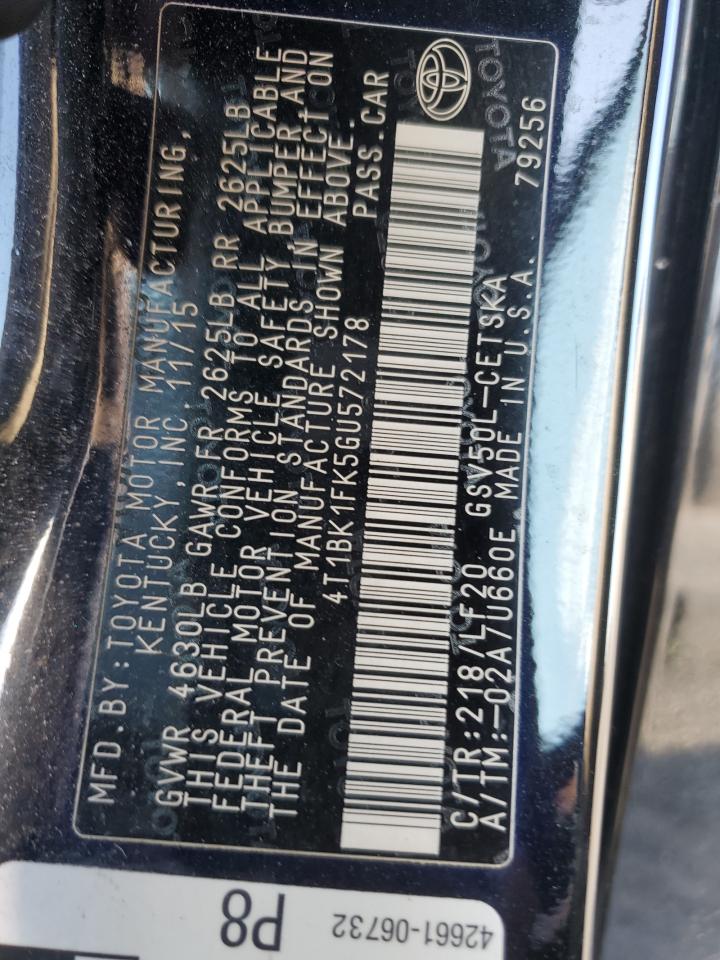 MFD.BY:TOYOTA MOTOR MANUFACTURING,
KENTUCKY,INC. 11/15
GVWR 4630LB GAWR FR 2625LB RR 2625LB
THIS VEHICLE CONFORMS TO ALL APPLICABLE
FEDERAL MOTOR VEHICLE SAFETY,BUMPER,AND
THEFT PREVENTION STANDARDS IN EFFECT ON
THE DATE OF MANUFACTURE SHOWN ABOVE.
4T1BK1FK5GU572178 PASS.CAR
C/TR:218/LF20 GSV50L-CETSKA
A/TM:-02A/U660E MADE IN U.S.A. 79256
TOYOTA
P8
42661-06732